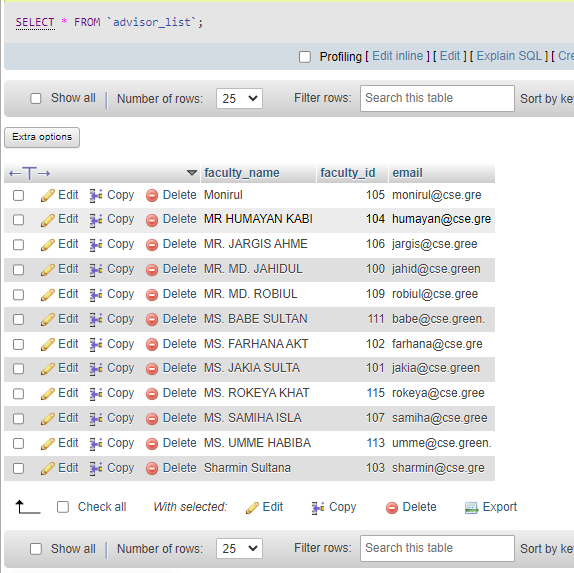 SELECT * FROM `advisor_list`;
Profiling [ Edit inline ] [ Edit ] [ Explain SQL ] [ Cre
Show all | Number of rows: 25 Filter rows: Search this table Sort by ke
Extra options
←T→ faculty_name faculty_id email
Edit Copy Delete Monirul 105 monirul@cse.gre
Edit Copy Delete MR HUMAYAN KABI 104 humayan@cse.gre
Edit Copy Delete MR. JARGIS AHME 106 jargis@cse.gree
Edit Copy Delete MR. MD. JAHIDUL 100 jahid@cse.green
Edit Copy Delete MR. MD. ROBIUL 109 robiul@cse.gree
Edit Copy Delete MS. BABE SULTAN 111 babe@cse.green.
Edit Copy Delete MS. FARHANA AKT 102 farhana@cse.gre
Edit Copy Delete MS. JAKIA SULTA 101 jakia@cse.green
Edit Copy Delete MS. ROKEYA KHAT 115 rokeya@cse.gree
Edit Copy Delete MS. SAMIHA ISLA 107 samiha@cse.gree
Edit Copy Delete MS. UMME HABIBA 113 umme@cse.green.
Edit Copy Delete Sharmin Sultana 103 sharmin@cse.gre
Check all With selected: Edit Copy Delete Export
Show all | Number of rows: 25 Filter rows: Search this table Sort by ke